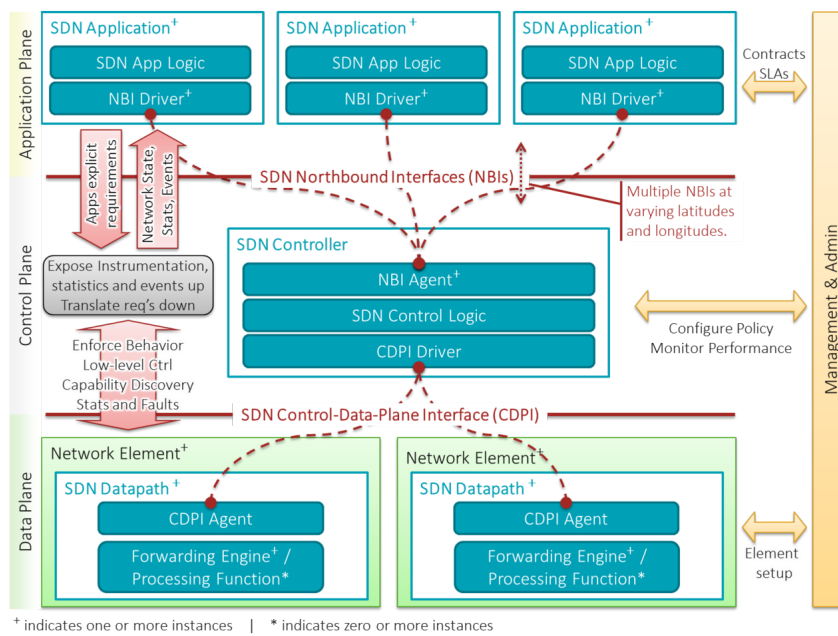 Application Plane
SDN Application+
SDN App Logic
NBI Driver+
SDN Application+
SDN App Logic
NBI Driver+
SDN Application+
SDN App Logic
NBI Driver+
Contracts
SLAs
Apps explicit
requirements
Network State,
Stats, Events
SDN Northbound Interfaces (NBIs)
Multiple NBIs at
varying latitudes
and longitudes.
Control Plane
Expose Instrumentation,
statistics and events up
Translate req's down
SDN Controller
NBI Agent+
SDN Control Logic
CDPI Driver
Configure Policy
Monitor Performance
Management & Admin
Enforce Behavior
Low-level Ctrl
Capability Discovery
Stats and Faults
SDN Control-Data-Plane Interface (CDPI)
Data Plane
Network Element+
SDN Datapath+
CDPI Agent
Forwarding Engine+ /
Processing Function*
Network Element+
SDN Datapath+
CDPI Agent
Forwarding Engine+ /
Processing Function*
Element
setup
+ indicates one or more instances | * indicates zero or more instances